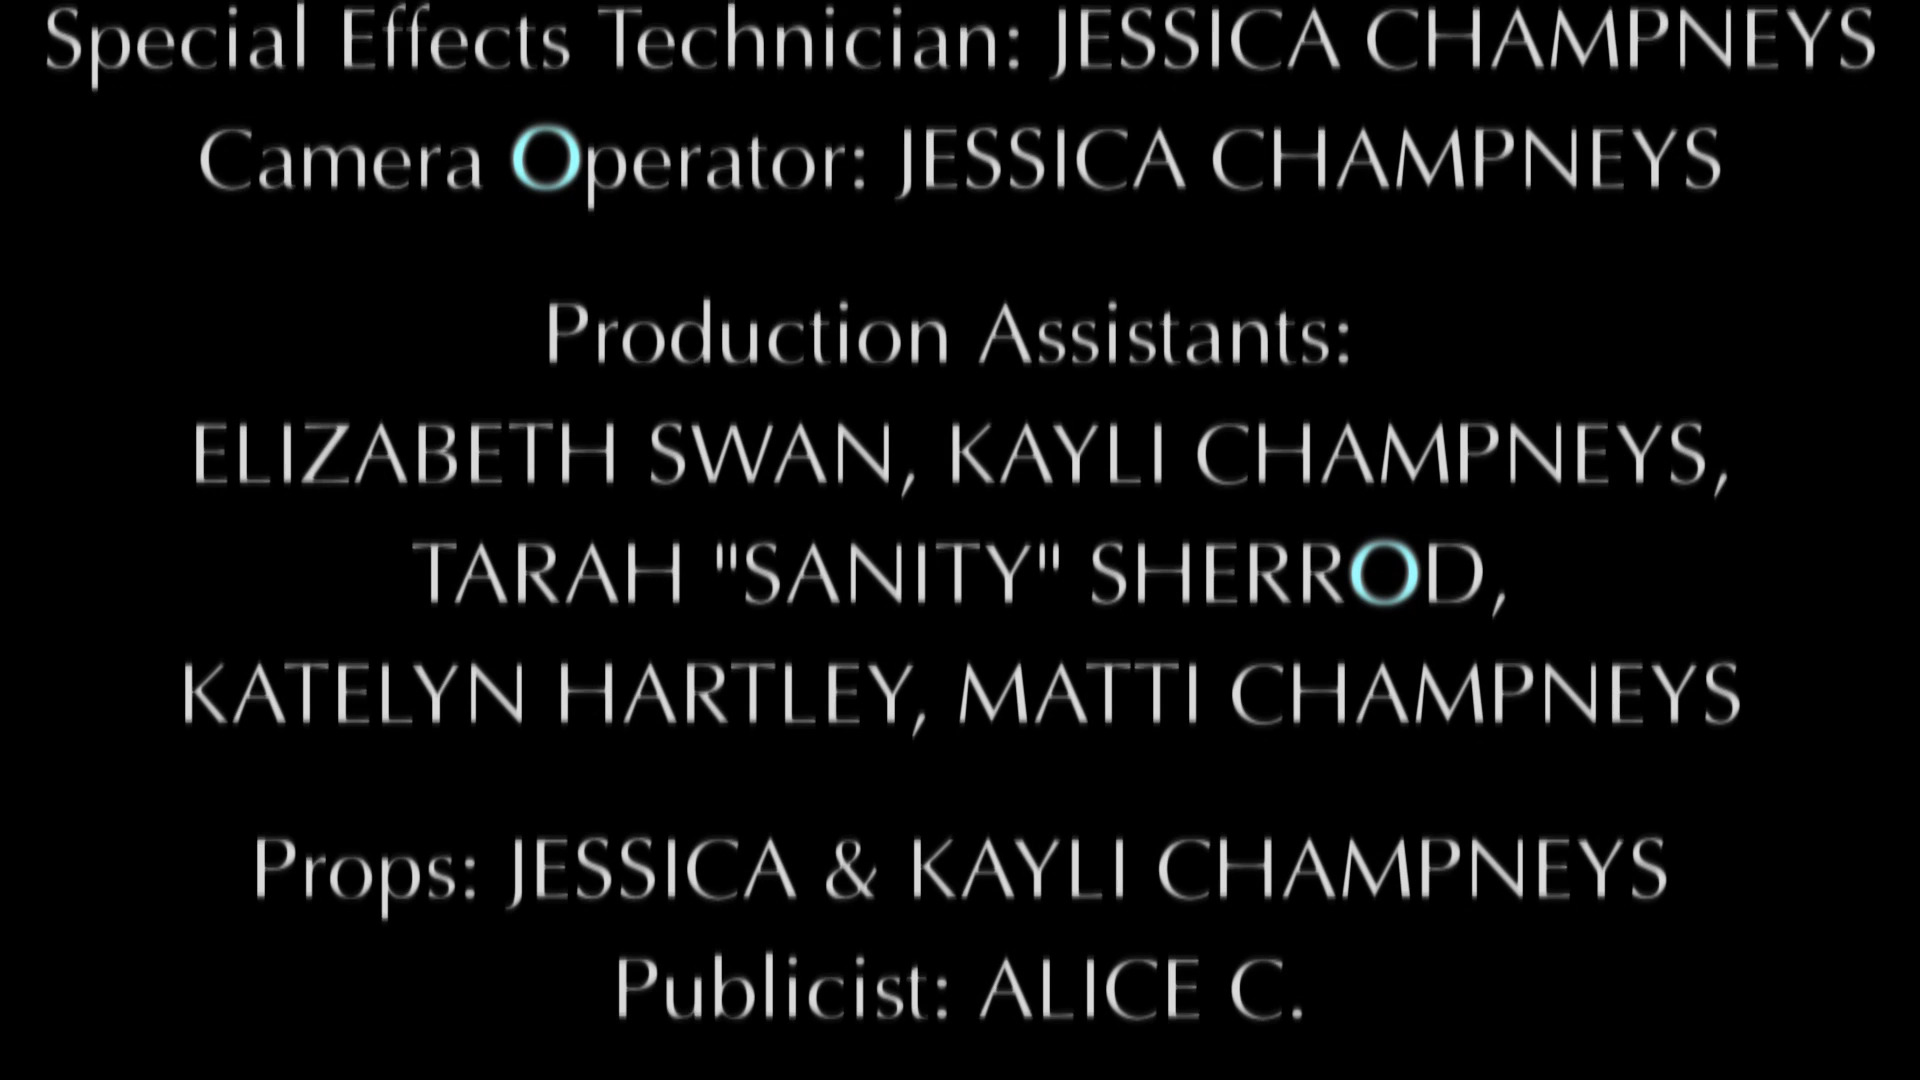 Special Effects Technician: JESSICA CHAMPNEYS
Camera Operator: JESSICA CHAMPNEYS
Production Assistants:
ELIZABETH SWAN, KAYLI CHAMPNEYS,
TARAH "SANITY" SHERROD,
KATELYN HARTLEY, MATTI CHAMPNEYS
Props: JESSICA & KAYLI CHAMPNEYS
Publicist: ALICE C.